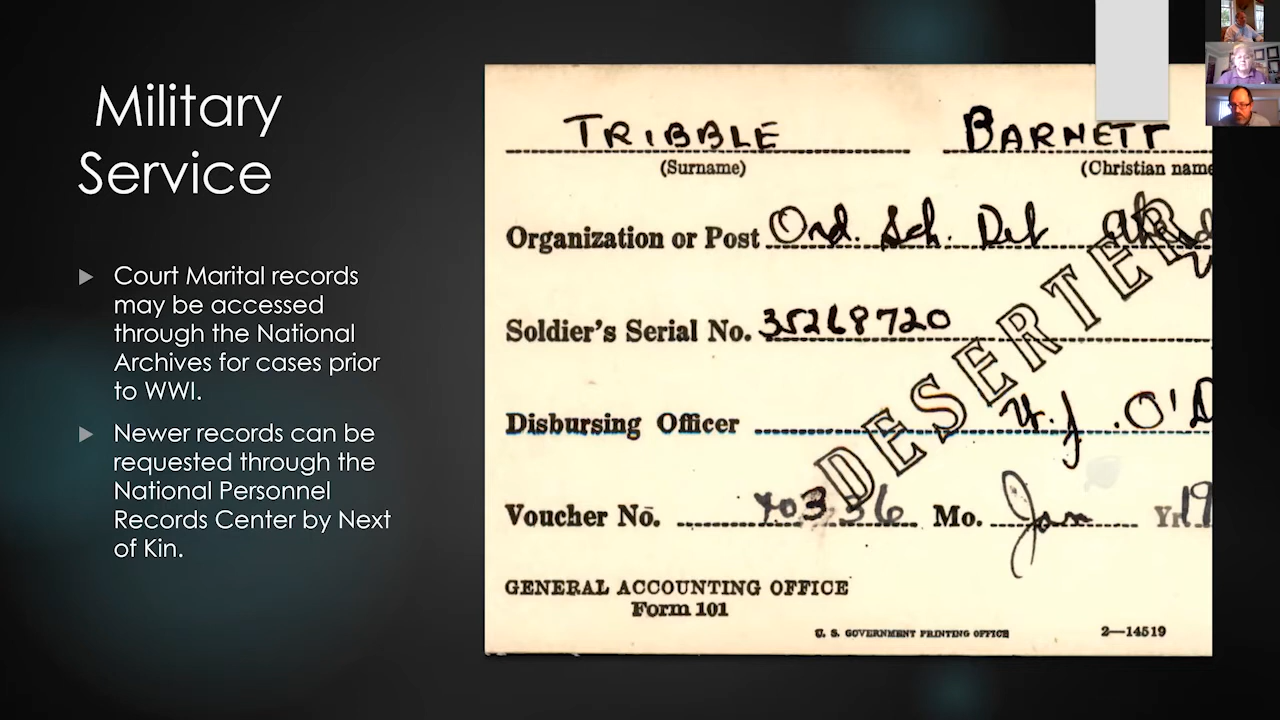 Military
Service
Court Marital records
may be accessed
through the National
Archives for cases prior
to WWI.
Newer records can be
requested through the
National Personnel
Records Center by Next
of Kin.
TRIBBLE BARNETT
(Surname) (Christian name
Organization or Post Ord. Sch. Det
Soldier's Serial No. 35268720
DESERTER
Disbursing Officer W. J. O'D
Voucher No. 70336 Mo. Jan Yr. 19
GENERAL ACCOUNTING OFFICE
Form 101
U. S. GOVERNMENT PRINTING OFFICE 2—14519